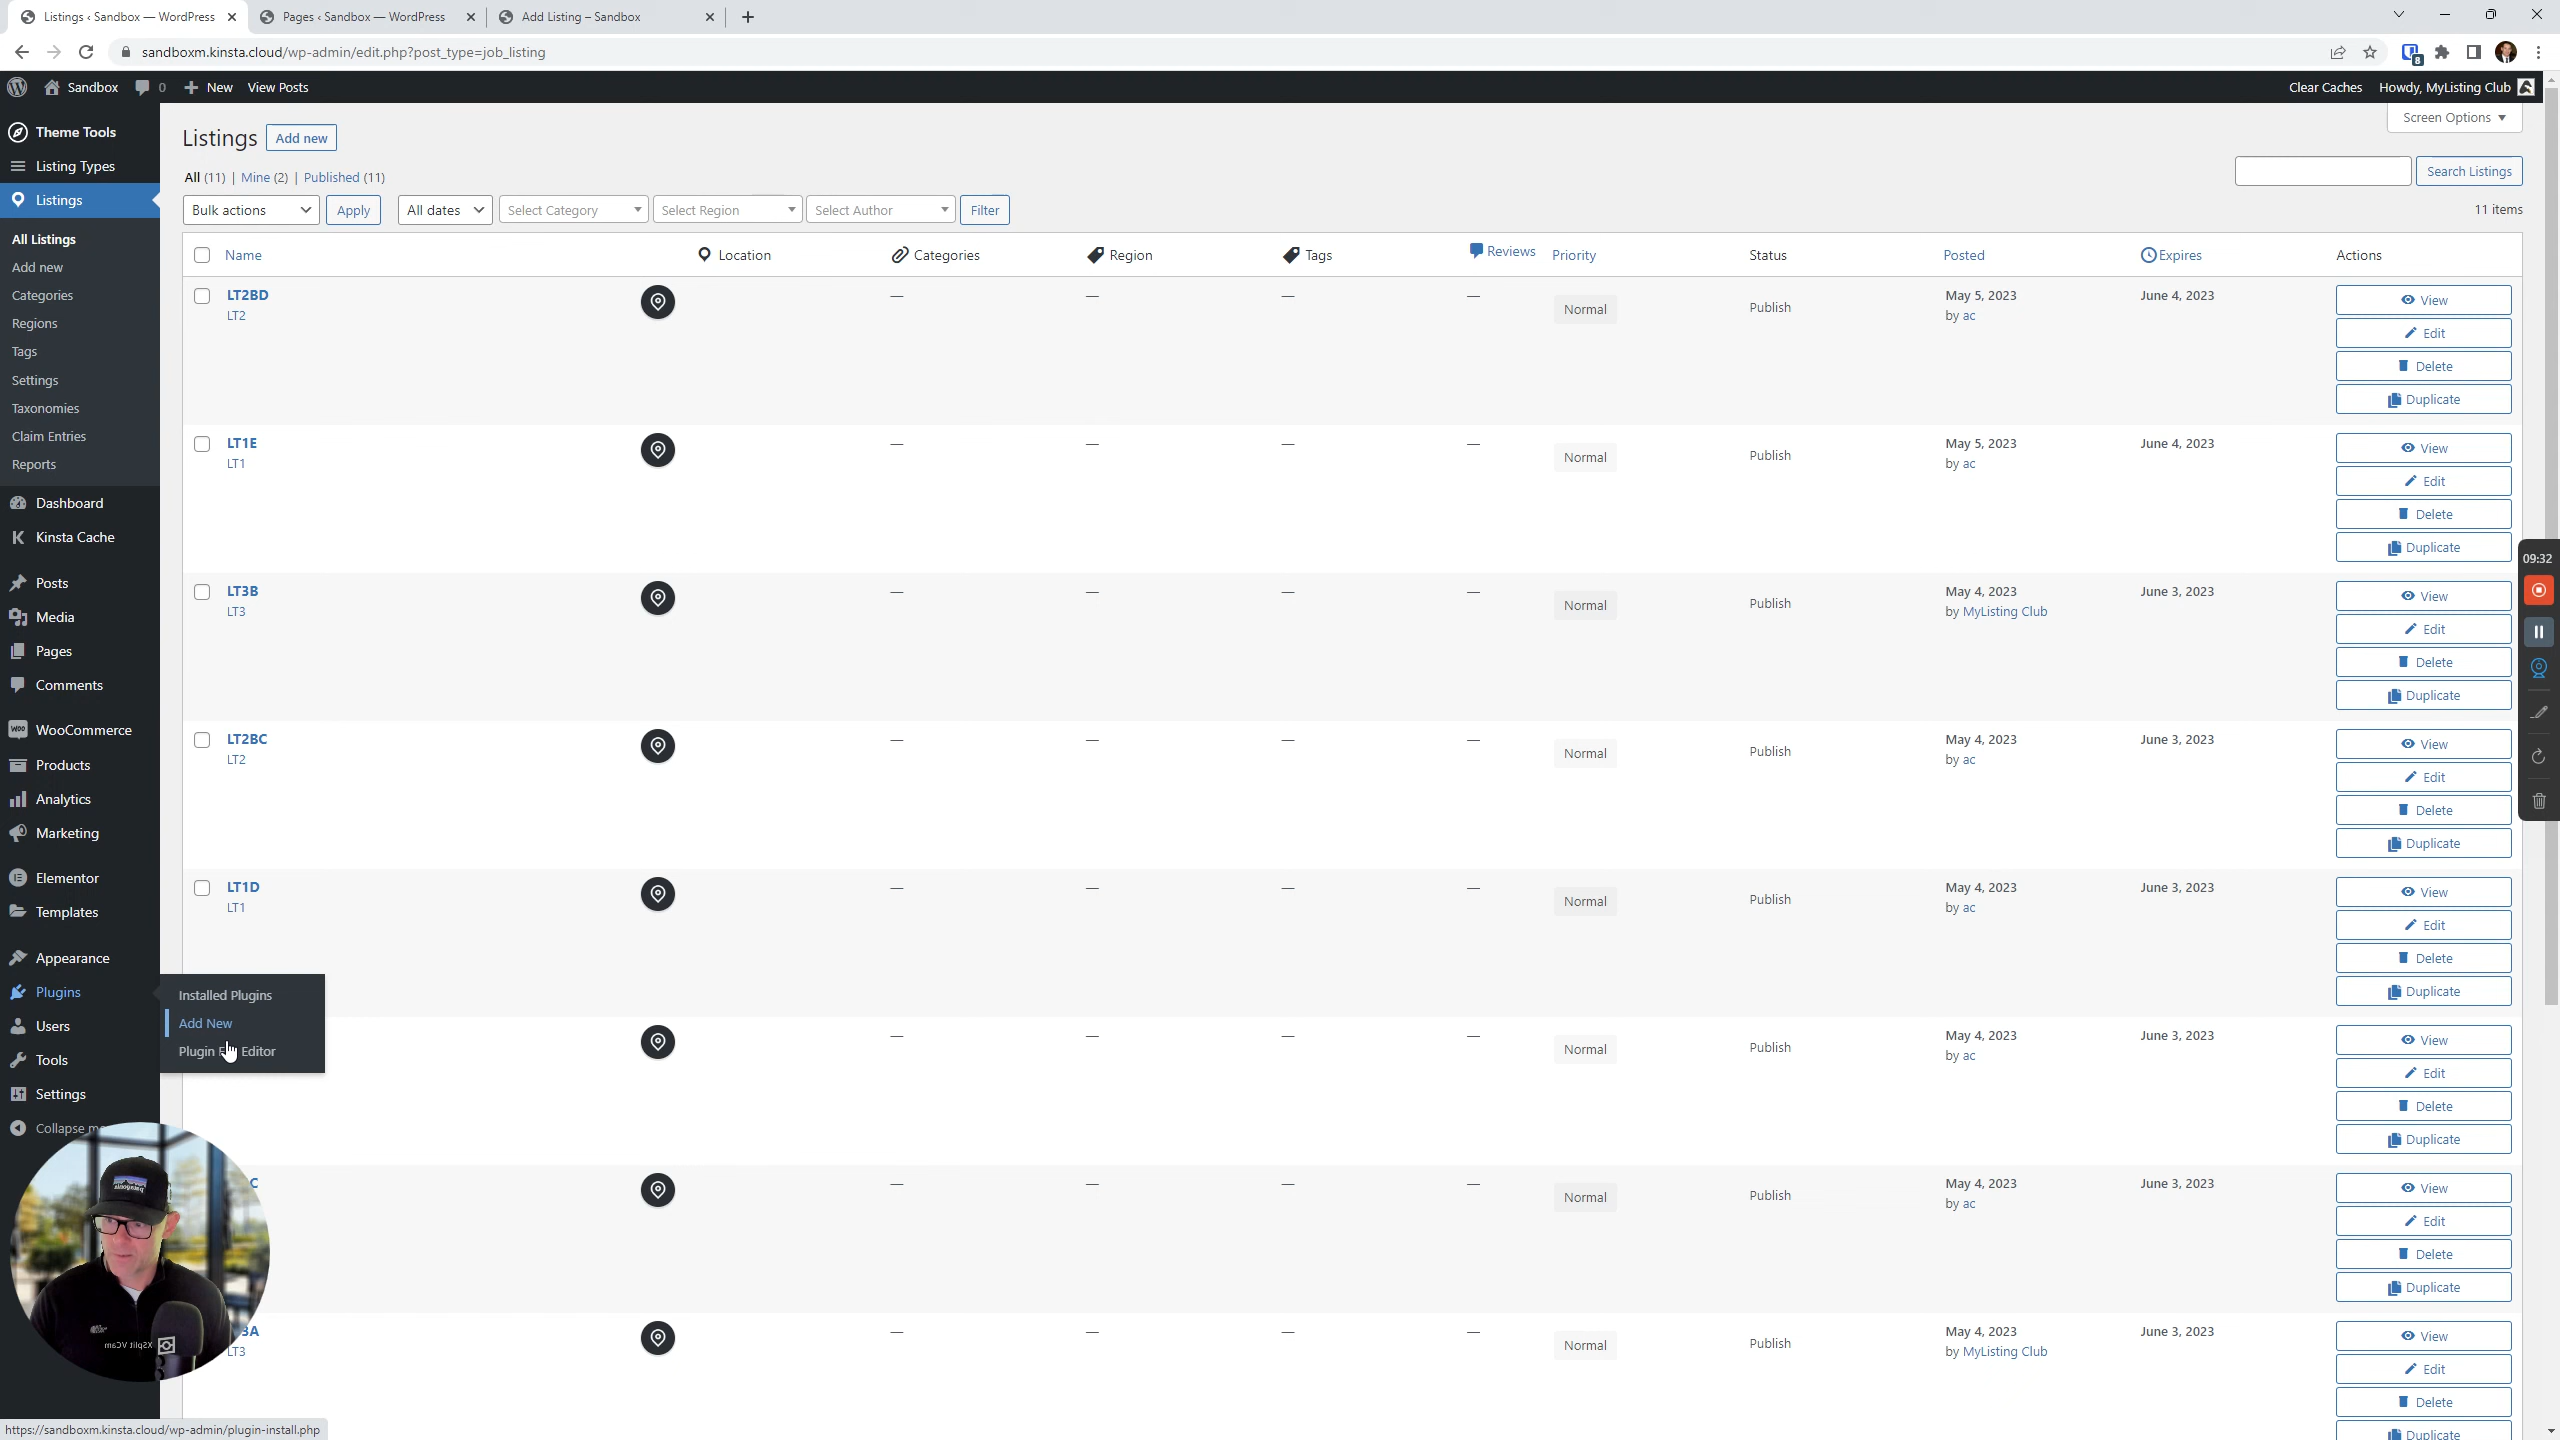 Listings ‹ Sandbox — WordPress
Pages ‹ Sandbox — WordPress
Add Listing – Sandbox
sandboxm.kinsta.cloud/wp-admin/edit.php?post_type=job_listing
8
Sandbox
0
New
View Posts
Clear Caches
Howdy, MyListing Club
Theme Tools
Listing Types
Listings
All Listings
Add new
Categories
Regions
Tags
Settings
Taxonomies
Claim Entries
Reports
Dashboard
Kinsta Cache
Posts
Media
Pages
Comments
WooCommerce
Products
Analytics
Marketing
Elementor
Templates
Appearance
Plugins
Users
Tools
Settings
Installed Plugins
Add New
Plugin Editor
Listings
Add new
Screen Options
All (11) | Mine (2) | Published (11)
Search Listings
Bulk actions
Apply
All dates
Select Category
Select Region
Select Author
Filter
11 items
Name
Location
Categories
Region
Tags
Reviews
Priority
Status
Posted
Expires
Actions
LT2BD
LT2
— — — —
Normal
Publish
May 5, 2023
by ac
June 4, 2023
View
Edit
Delete
Duplicate
LT1E
LT1
— — — —
Normal
Publish
May 5, 2023
by ac
June 4, 2023
View
Edit
Delete
Duplicate
LT3B
LT3
— — — —
Normal
Publish
May 4, 2023
by MyListing Club
June 3, 2023
View
Edit
Delete
Duplicate
LT2BC
LT2
— — — —
Normal
Publish
May 4, 2023
by ac
June 3, 2023
View
Edit
Delete
Duplicate
LT1D
LT1
— — — —
Normal
Publish
May 4, 2023
by ac
June 3, 2023
View
Edit
Delete
Duplicate
— — — —
Normal
Publish
May 4, 2023
by ac
June 3, 2023
View
Edit
Delete
Duplicate
C
— — — —
Normal
Publish
May 4, 2023
by ac
June 3, 2023
View
Edit
Delete
Duplicate
3A
LT3
— — — —
Normal
Publish
May 4, 2023
by MyListing Club
June 3, 2023
View
Edit
Delete
Duplicate
09:32
Collapse
patagonia
XSplit VCam
https://sandboxm.kinsta.cloud/wp-admin/plugin-install.php